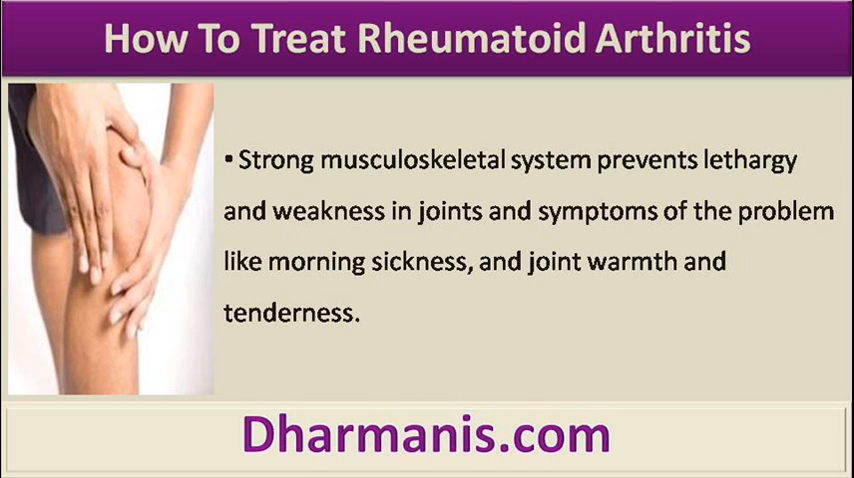 How To Treat Rheumatoid Arthritis
▪ Strong musculoskeletal system prevents lethargy
and weakness in joints and symptoms of the problem
like morning sickness, and joint warmth and
tenderness.
Dharmanis.com